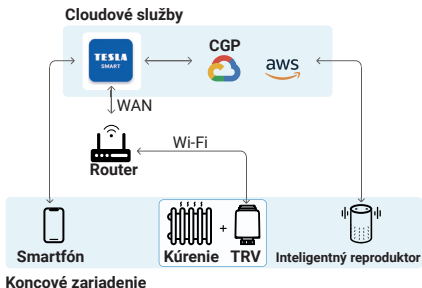 Cloudové služby
TESLA
SMART
CGP
aws
WAN
Wi-Fi
Router
+
Smartfón
Kúrenie
TRV
Inteligentný reproduktor
Koncové zariadenie